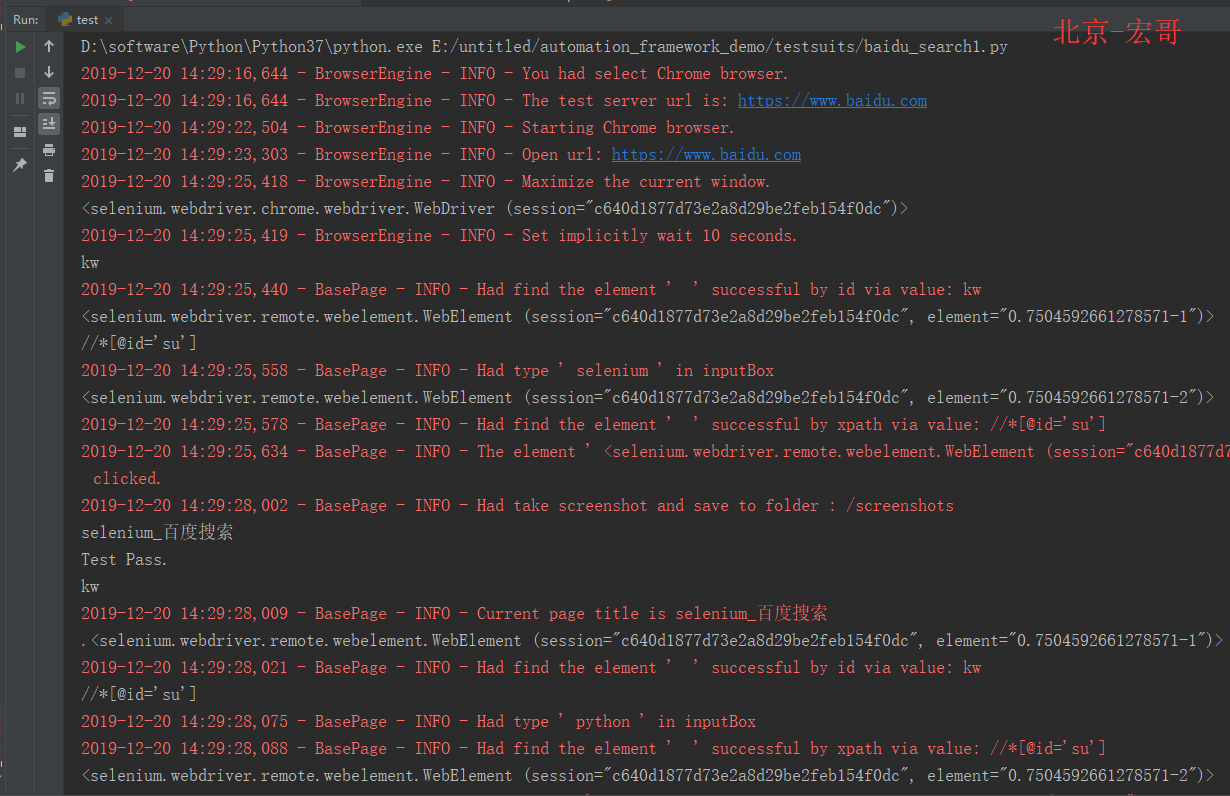 Run: test
北京-宏哥
D:\software\Python\Python37\python.exe E:/untitled/automation_framework_demo/testsuits/baidu_search1.py
2019-12-20 14:29:16,644 - BrowserEngine - INFO - You had select Chrome browser.
2019-12-20 14:29:16,644 - BrowserEngine - INFO - The test server url is: https://www.baidu.com
2019-12-20 14:29:22,504 - BrowserEngine - INFO - Starting Chrome browser.
2019-12-20 14:29:23,303 - BrowserEngine - INFO - Open url: https://www.baidu.com
2019-12-20 14:29:25,418 - BrowserEngine - INFO - Maximize the current window.
<selenium.webdriver.chrome.webdriver.WebDriver (session="c640d1877d73e2a8d29be2feb154f0dc")>
2019-12-20 14:29:25,419 - BrowserEngine - INFO - Set implicitly wait 10 seconds.
kw
2019-12-20 14:29:25,440 - BasePage - INFO - Had find the element ' ' successful by id via value: kw
<selenium.webdriver.remote.webelement.WebElement (session="c640d1877d73e2a8d29be2feb154f0dc", element="0.7504592661278571-1")>
//*[@id='su']
2019-12-20 14:29:25,558 - BasePage - INFO - Had type ' selenium ' in inputBox
<selenium.webdriver.remote.webelement.WebElement (session="c640d1877d73e2a8d29be2feb154f0dc", element="0.7504592661278571-2")>
2019-12-20 14:29:25,578 - BasePage - INFO - Had find the element ' ' successful by xpath via value: //*[@id='su']
2019-12-20 14:29:25,634 - BasePage - INFO - The element ' <selenium.webdriver.remote.webelement.WebElement (session="c640d1877d7
clicked.
2019-12-20 14:29:28,002 - BasePage - INFO - Had take screenshot and save to folder : /screenshots
selenium_百度搜索
Test Pass.
kw
2019-12-20 14:29:28,009 - BasePage - INFO - Current page title is selenium_百度搜索
.<selenium.webdriver.remote.webelement.WebElement (session="c640d1877d73e2a8d29be2feb154f0dc", element="0.7504592661278571-1")>
2019-12-20 14:29:28,021 - BasePage - INFO - Had find the element ' ' successful by id via value: kw
//*[@id='su']
2019-12-20 14:29:28,075 - BasePage - INFO - Had type ' python ' in inputBox
2019-12-20 14:29:28,088 - BasePage - INFO - Had find the element ' ' successful by xpath via value: //*[@id='su']
<selenium.webdriver.remote.webelement.WebElement (session="c640d1877d73e2a8d29be2feb154f0dc", element="0.7504592661278571-2")>